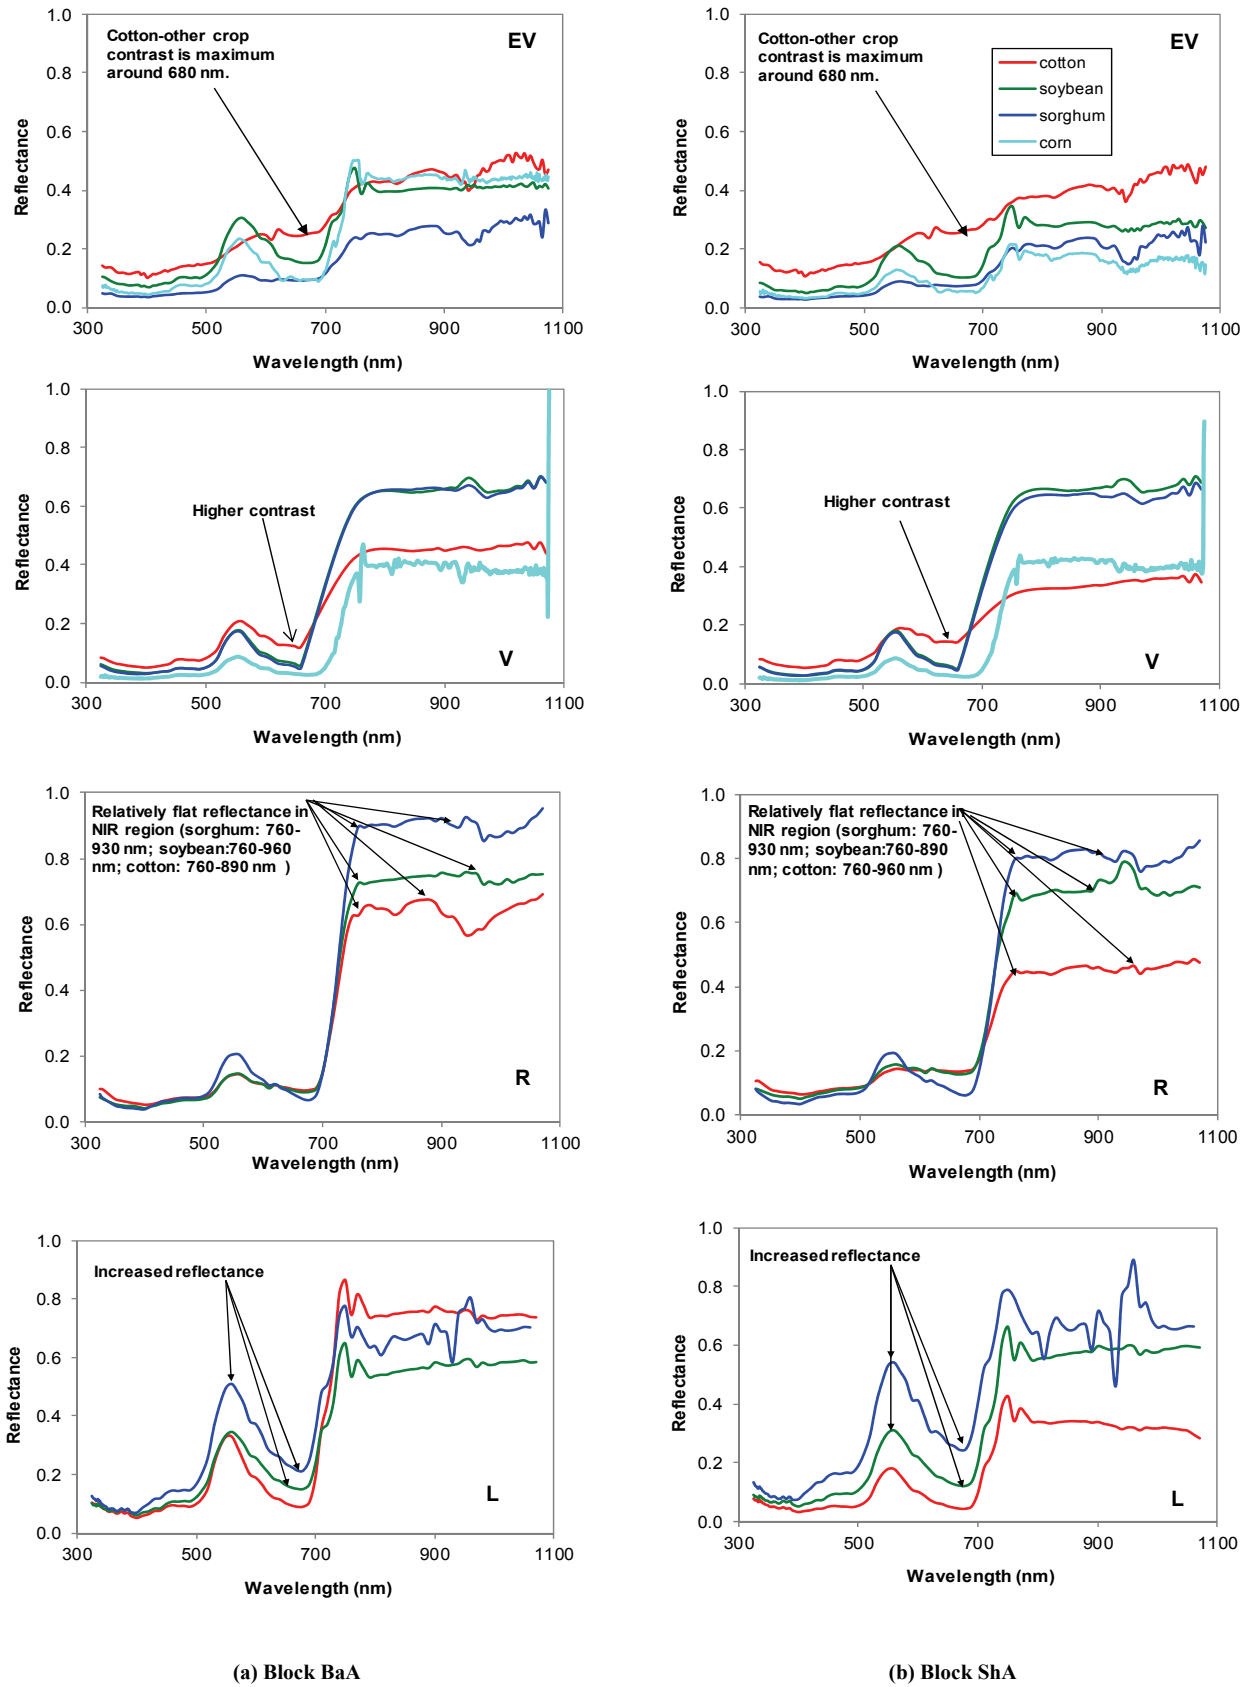 1.0
0.8
0.6
0.4
0.2
0.0
Reflectance
Cotton-other crop
contrast is maximum
around 680 nm.
EV
300
500
700
900
1100
Wavelength (nm)
1.0
0.8
0.6
0.4
0.2
0.0
Reflectance
Cotton-other crop
contrast is maximum
around 680 nm.
EV
cotton
soybean
sorghum
corn
300
500
700
900
1100
Wavelength (nm)
1.0
0.8
0.6
0.4
0.2
0.0
Reflectance
Higher contrast
V
300
500
700
900
1100
Wavelength (nm)
1.0
0.8
0.6
0.4
0.2
0.0
Reflectance
Higher contrast
V
300
500
700
900
1100
Wavelength (nm)
1.0
0.8
0.6
0.4
0.2
0.0
Reflectance
Relatively flat reflectance in
NIR region (sorghum: 760-
930 nm; soybean:760-960
nm; cotton: 760-890 nm )
R
300
500
700
900
1100
Wavelength (nm)
1.0
0.8
0.6
0.4
0.2
0.0
Reflectance
Relatively flat reflectance in
NIR region (sorghum: 760-
930 nm; soybean:760-890
nm; cotton: 760-960 nm )
R
300
500
700
900
1100
Wavelength (nm)
1.0
0.8
0.6
0.4
0.2
0.0
Reflectance
Increased reflectance
L
300
500
700
900
1100
Wavelength (nm)
1.0
0.8
0.6
0.4
0.2
0.0
Reflectance
Increased reflectance
L
300
500
700
900
1100
Wavelength (nm)
(a) Block BaA
(b) Block ShA